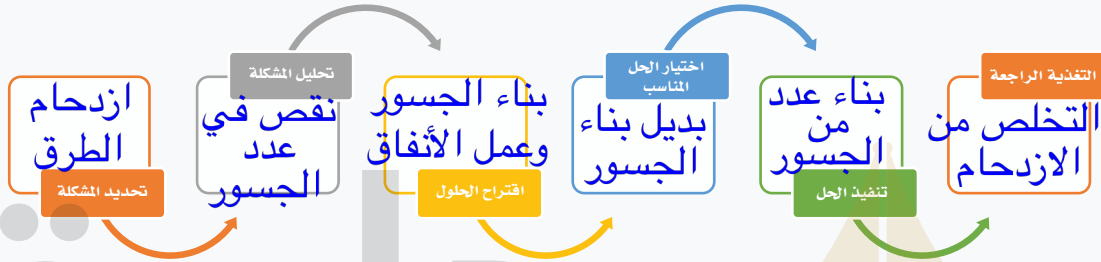 ازدحام
الطرق
تحديد المشكلة
تحليل المشكلة
نقص في
عدد
الجسور
بناء الجسور
وعمل الأنفاق
اقتراح الحلول
اختيار الحل
المناسب
بديل بناء
الجسور
بناء عدد
من
الجسور
تنفيذ الحل
التغذية الراجعة
التخلص من
الازدحام